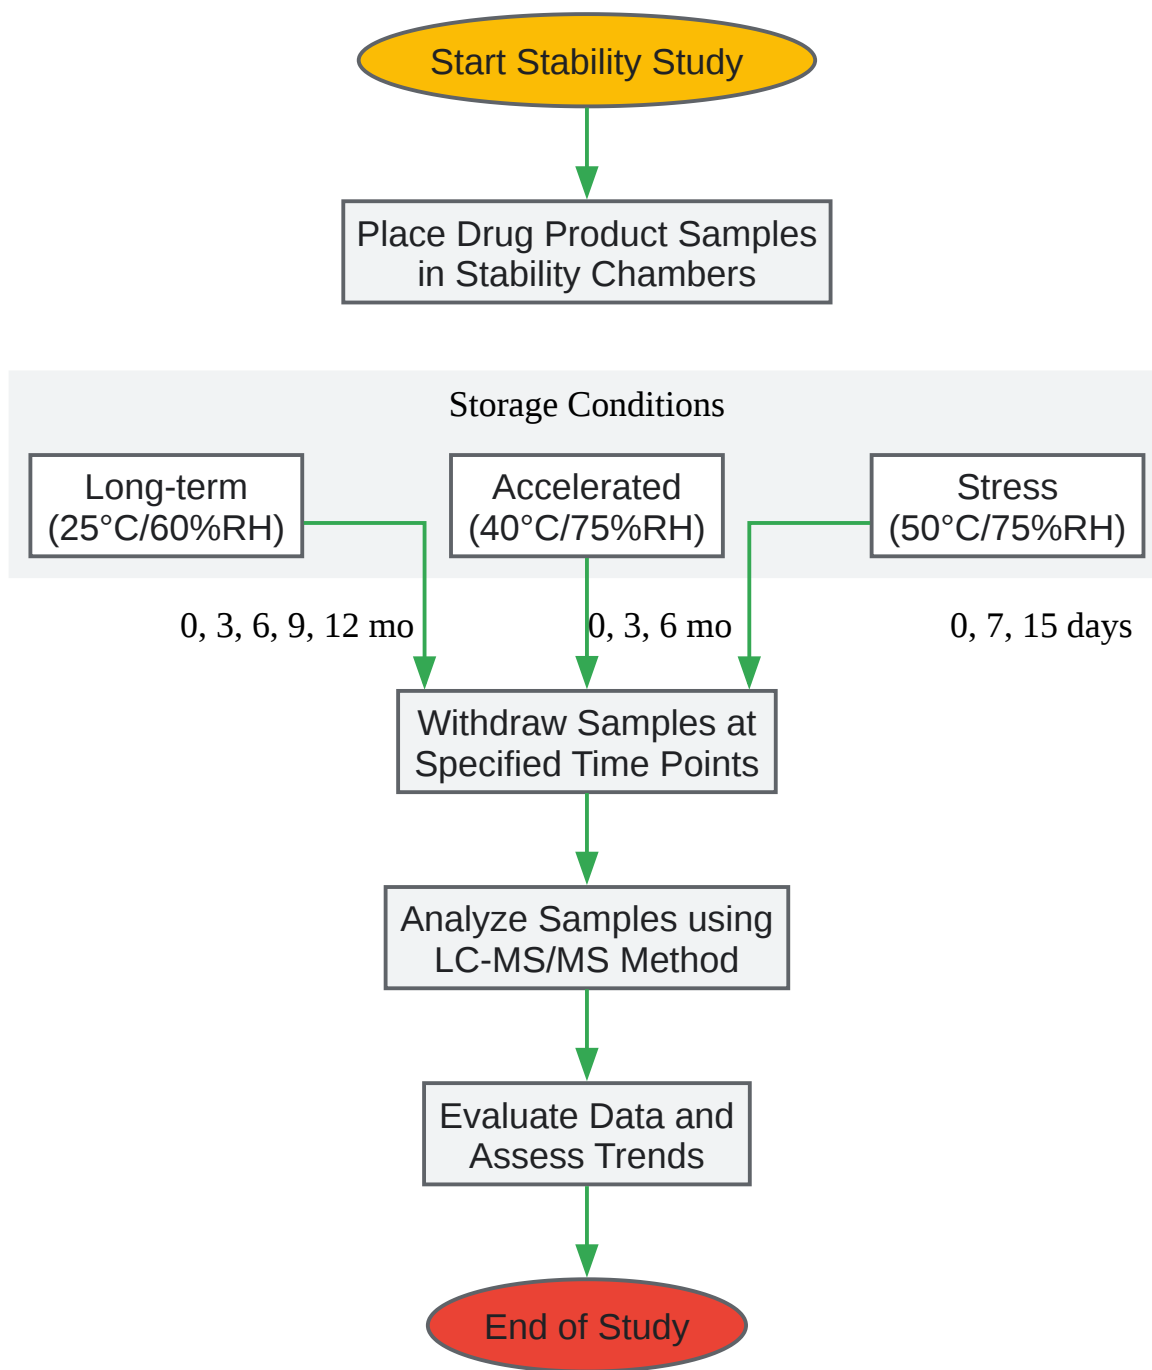 Start Stability Study
Place Drug Product Samples
in Stability Chambers
Storage Conditions
Long-term
(25°C/60%RH)
Accelerated
(40°C/75%RH)
Stress
(50°C/75%RH)
0, 3, 6, 9, 12 mo
0, 3, 6 mo
0, 7, 15 days
Withdraw Samples at
Specified Time Points
Analyze Samples using
LC-MS/MS Method
Evaluate Data and
Assess Trends
End of Study